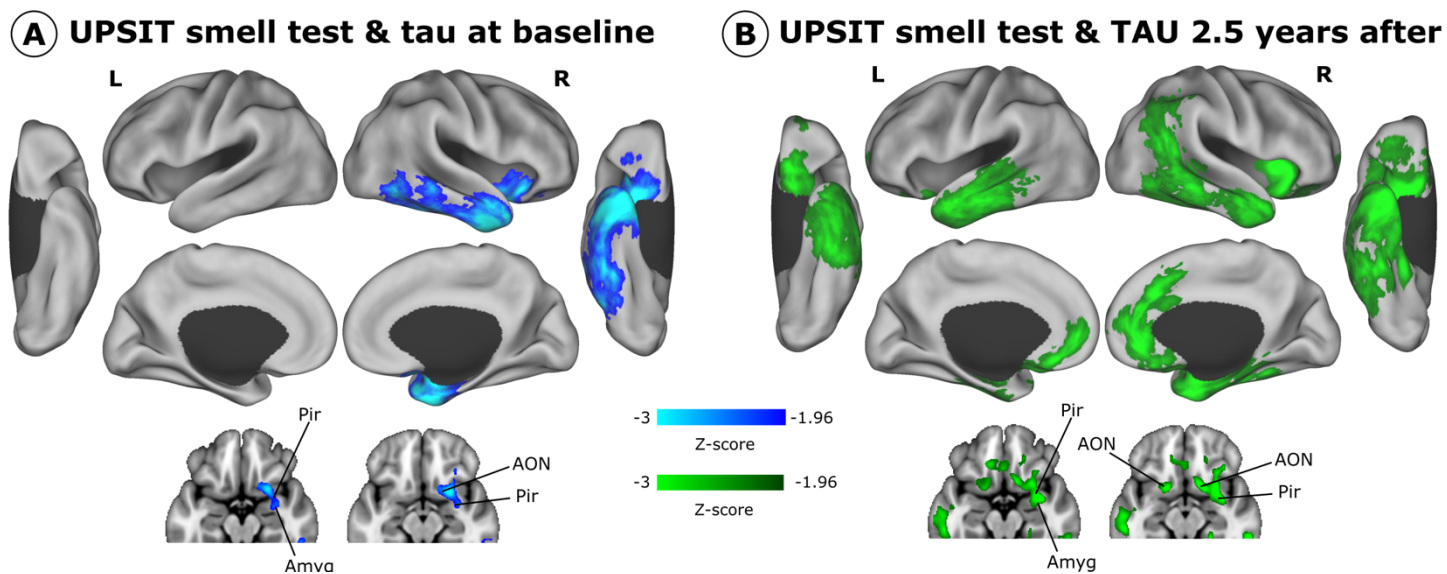 A UPSIT smell test & tau at baseline
L
R
Pir
AON
Pir
Amyg
-3
-1.96
Z-score
-3
-1.96
Z-score
B UPSIT smell test & TAU 2.5 years after
L
R
Pir
AON
AON
Pir
Amyg